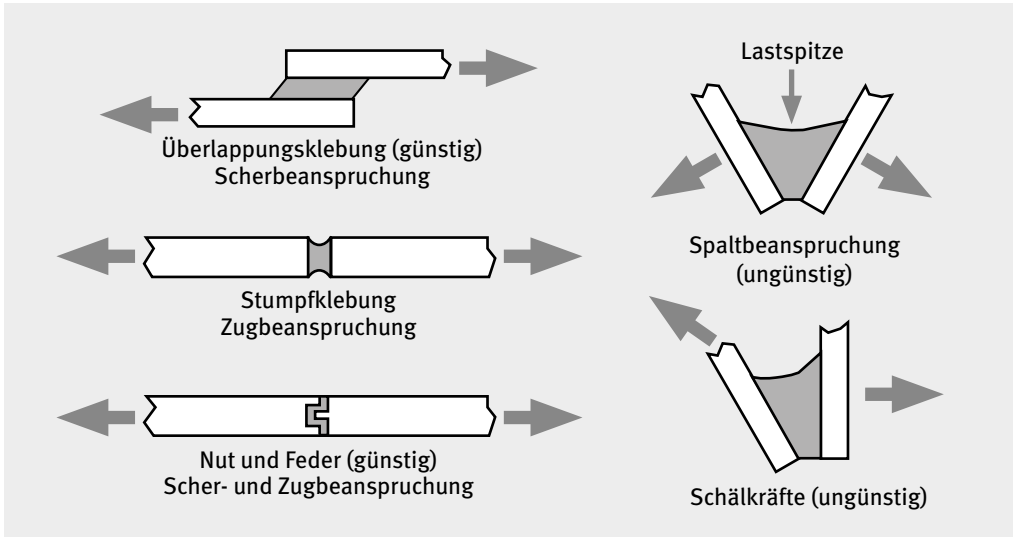 Überlappungsklebung (günstig)
Scherbeanspruchung
Stumpfklebung
Zugbeanspruchung
Nut und Feder (günstig)
Scher- und Zugbeanspruchung
Lastspitze
Spaltbeanspruchung
(ungünstig)
Schälkräfte (ungünstig)